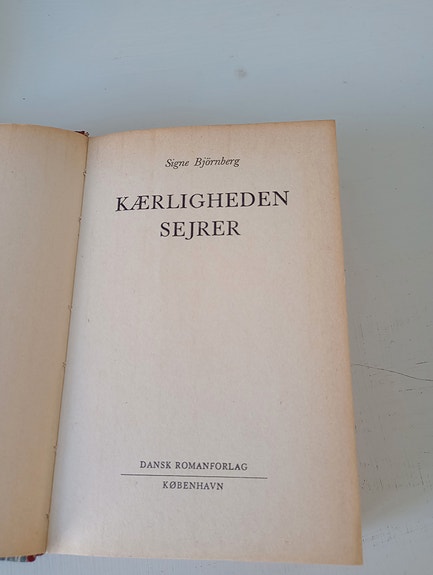 Signe Björnberg
KÆRLIGHEDEN
SEJRER
DANSK ROMANFORLAG
KØBENHAVN